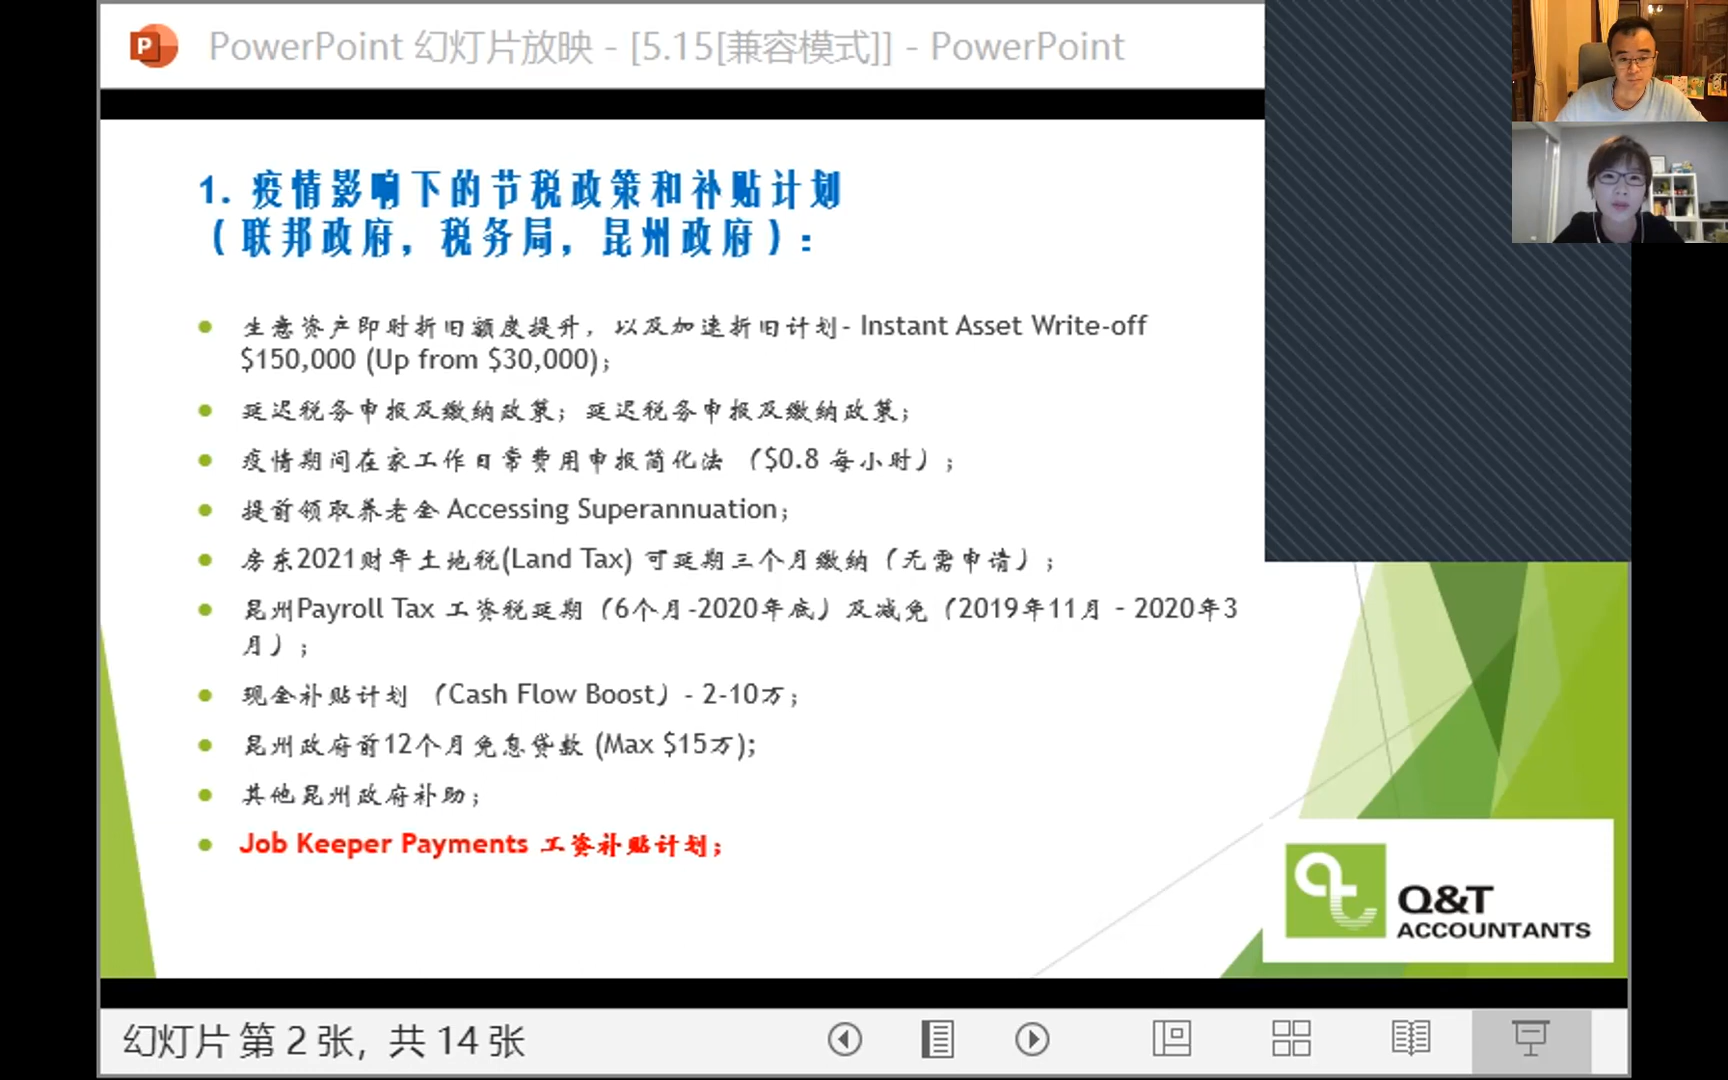 PowerPoint 幻灯片放映 - [5.15[兼容模式]] - PowerPoint
1. 疫情影响下的节税政策和补贴计划
（联邦政府，税务局，昆州政府）:
生意资产即时折旧额度提升，以及加速折旧计划- Instant Asset Write-off
$150,000 (Up from $30,000)；
延迟税务申报及缴纳政策；延迟税务申报及缴纳政策；
疫情期间在家工作日常费用申报简化法 （$0.8 每小时）；
提前领取养老金 Accessing Superannuation；
房东2021财年土地税(Land Tax) 可延期三个月缴纳（无需申请）；
昆州Payroll Tax 工资税延期（6个月-2020年底）及减免（2019年11月 - 2020年3
月）；
现金补贴计划 （Cash Flow Boost）- 2-10万；
昆州政府前12个月免息贷款 (Max $15万);
其他昆州政府补助；
Job Keeper Payments 工资补贴计划；
Q&T
ACCOUNTANTS
幻灯片 第 2 张，共 14 张